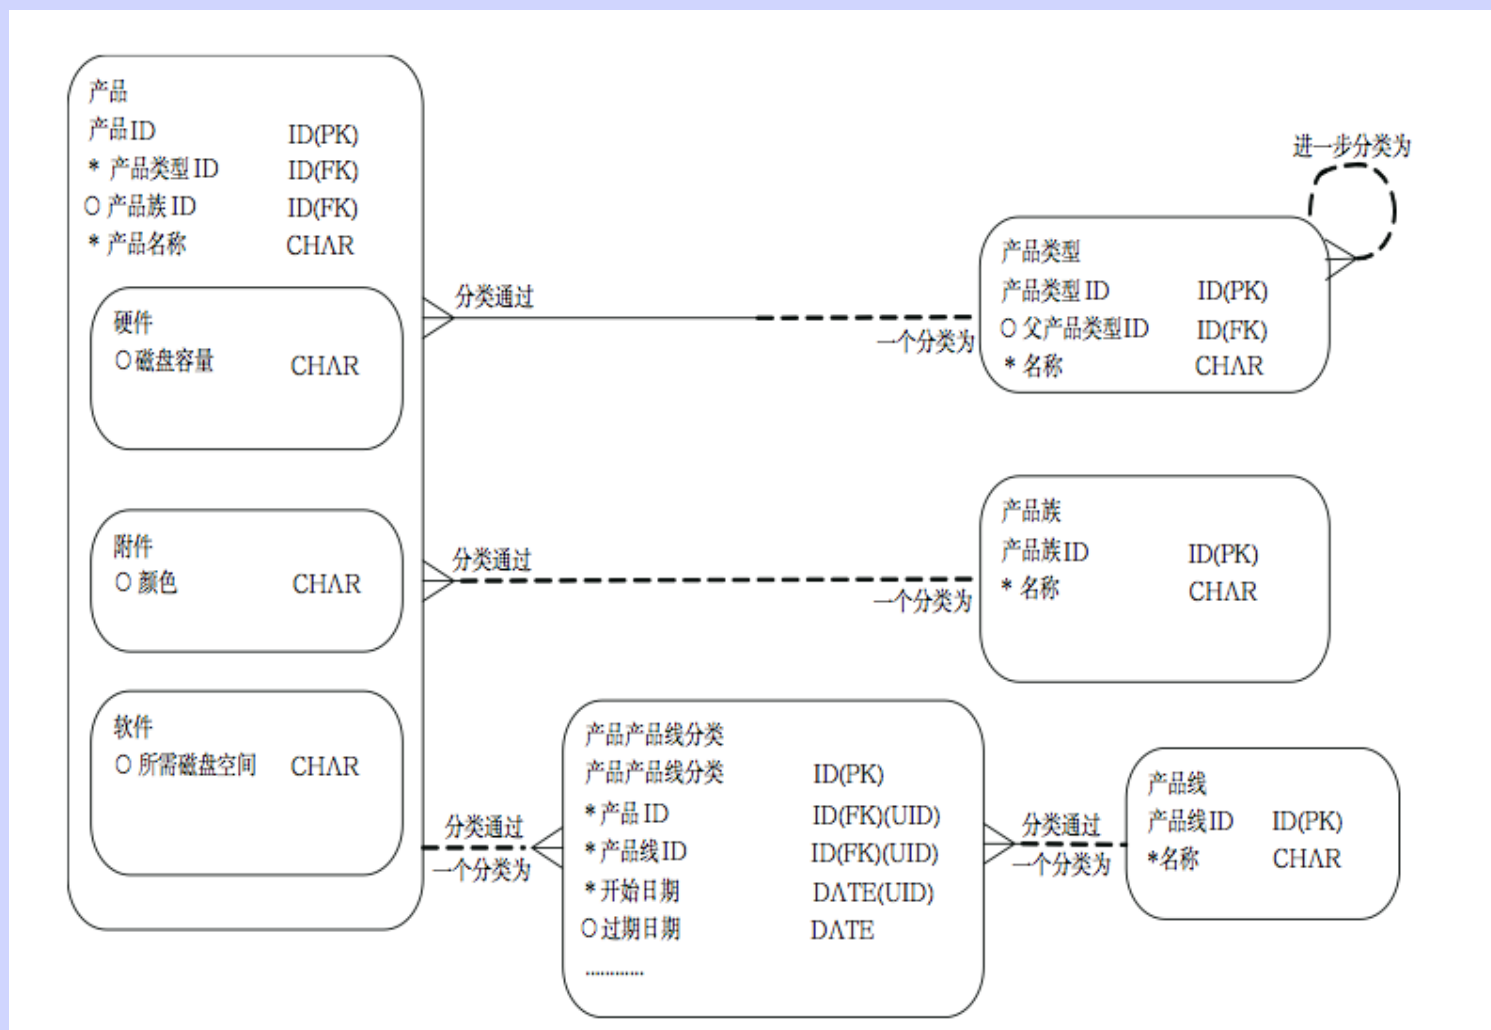 产品
产品ID ID(PK)
* 产品类型 ID ID(FK)
○ 产品族 ID ID(FK)
* 产品名称 CHAR
硬件
○ 磁盘容量 CHAR
附件
○ 颜色 CHAR
软件
○ 所需磁盘空间 CHAR
分类通过
一个分类为
进一步分类为
产品类型
产品类型 ID ID(PK)
○ 父产品类型ID ID(FK)
* 名称 CHAR
分类通过
一个分类为
产品族
产品族ID ID(PK)
* 名称 CHAR
分类通过
一个分类为
产品产品线分类
产品产品线分类 ID(PK)
* 产品 ID ID(FK)(UID)
* 产品线 ID ID(FK)(UID)
* 开始日期 DATE(UID)
○ 过期日期 DATE
............
分类通过
一个分类为
产品线
产品线 ID ID(PK)
*名称 CHAR